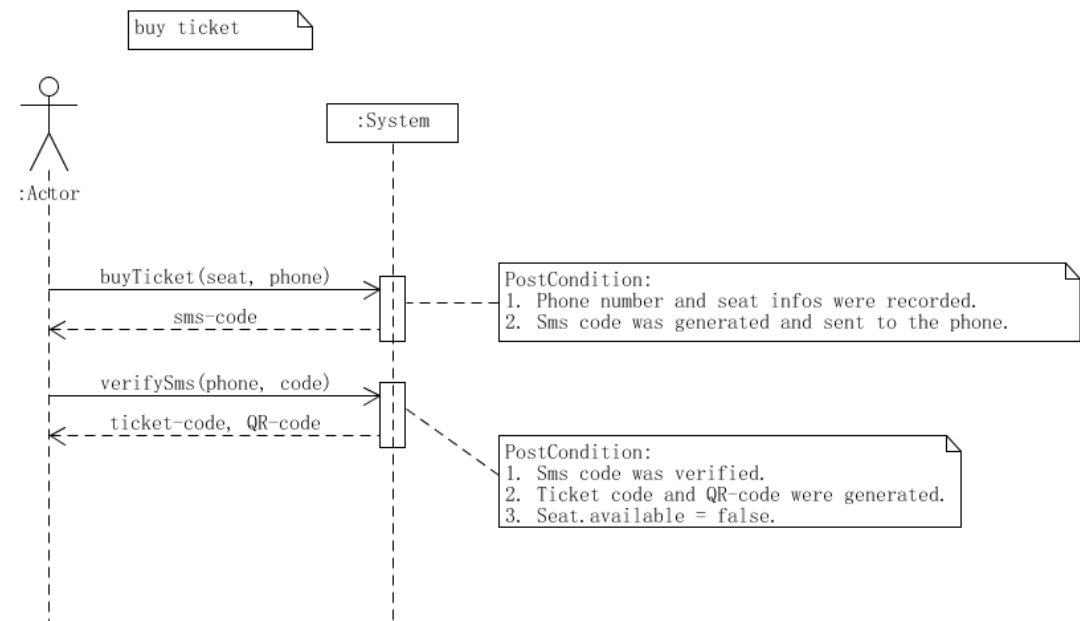 buy ticket
:System
:Actor
buyTicket(seat, phone)
sms-code
PostCondition:
1. Phone number and seat infos were recorded.
2. Sms code was generated and sent to the phone.
verifySms(phone, code)
ticket-code, QR-code
PostCondition:
1. Sms code was verified.
2. Ticket code and QR-code were generated.
3. Seat.available = false.